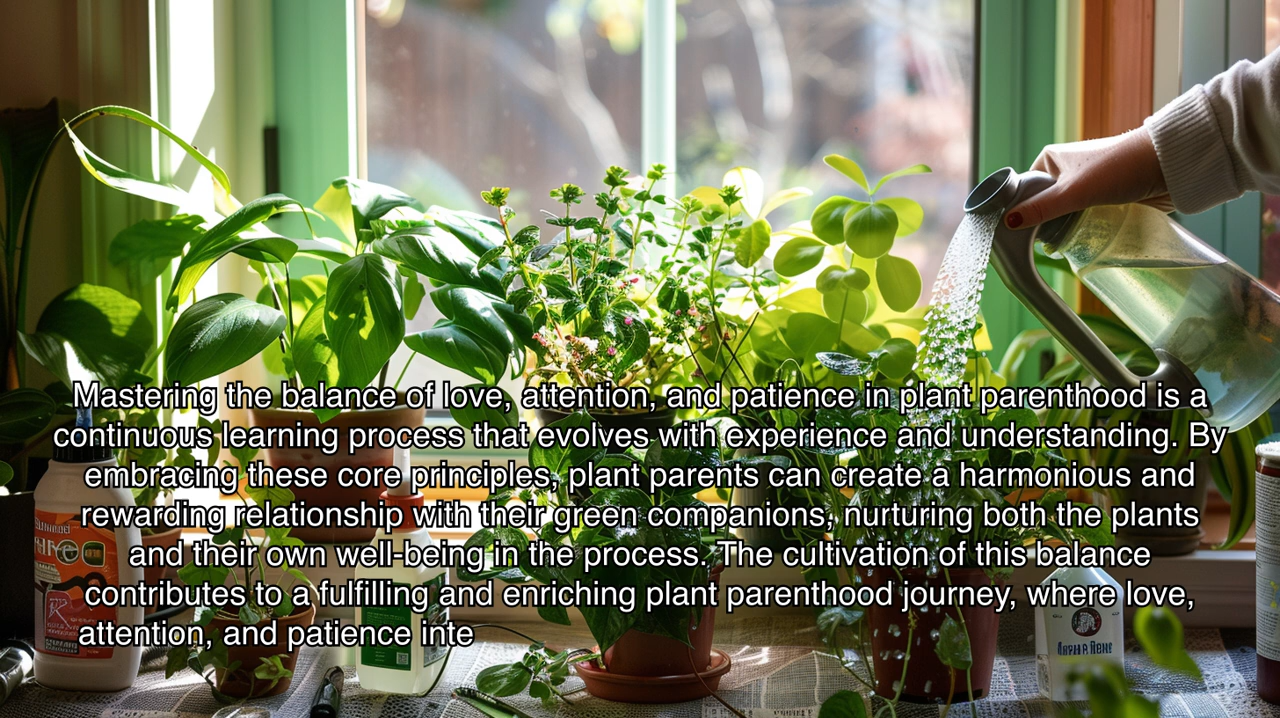 Mastering the balance of love, attention, and patience in plant parenthood is a
continuous learning process that evolves with experience and understanding. By
embracing these core principles, plant parents can create a harmonious and
rewarding relationship with their green companions, nurturing both the plants
and their own well-being in the process. The cultivation of this balance
contributes to a fulfilling and enriching plant parenthood journey, where love,
attention, and patience inte